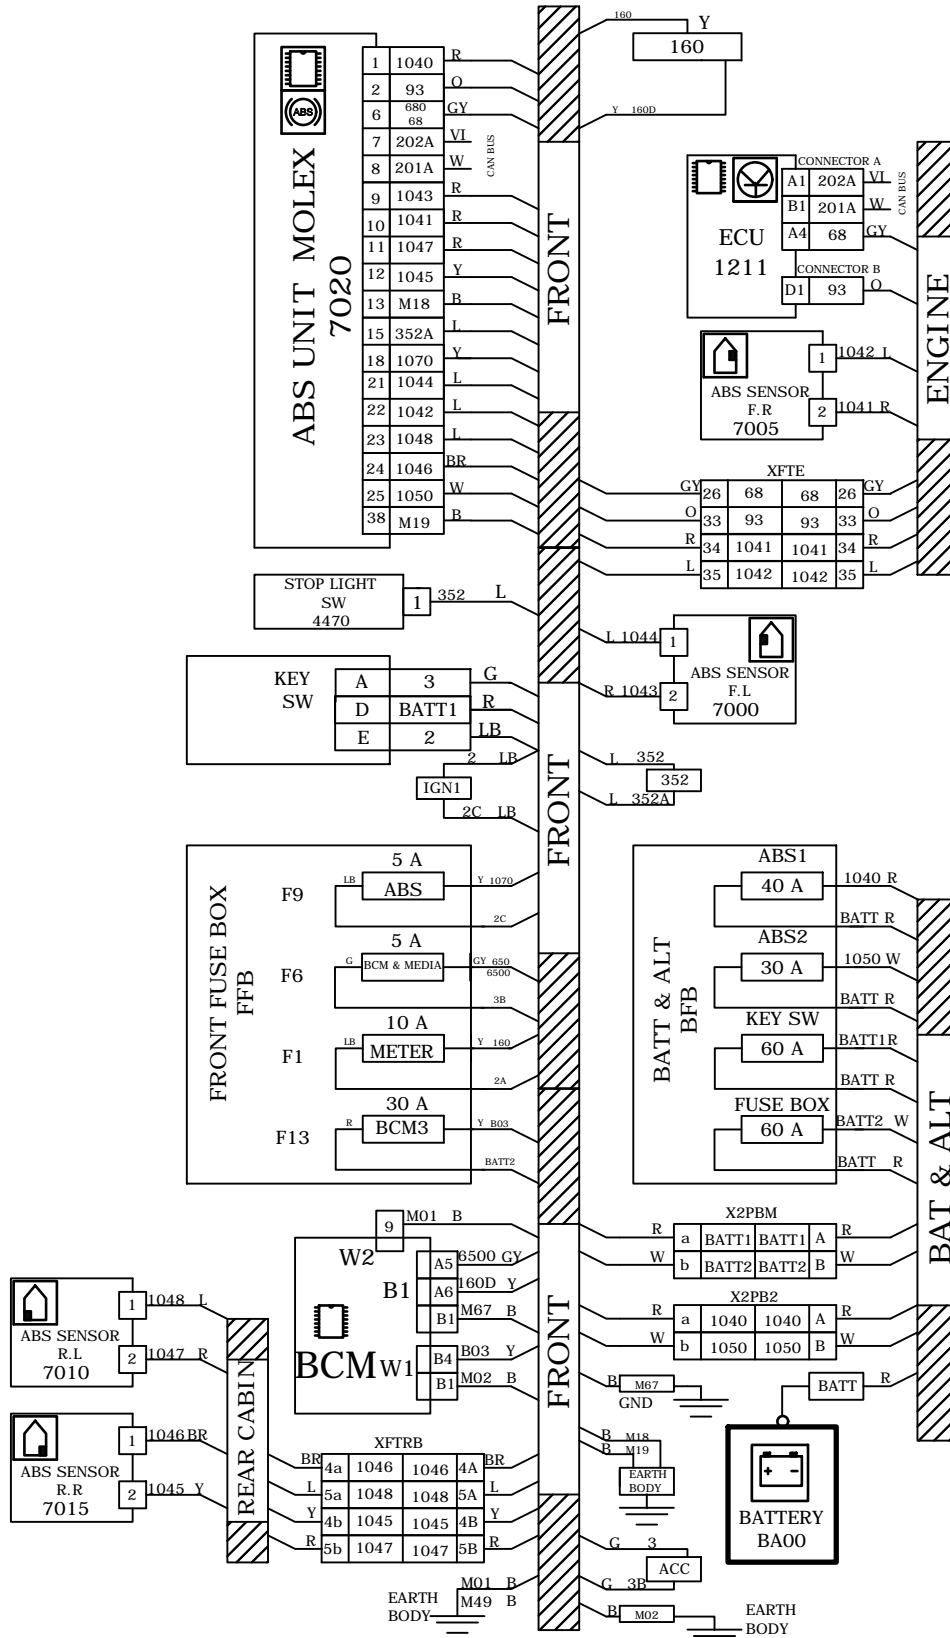 160
Y
160
Y 160D
ABS
ABS UNIT MOLEX
7020
1 1040 R
2 93 O
6 680 68 GY
7 202A VI
8 201A W
CAN BUS
9 1043 R
10 1041 R
11 1047 R
12 1045 Y
13 M18 B
15 352A L
18 1070 Y
21 1044 L
22 1042 L
23 1048 L
24 1046 BR
25 1050 W
38 M19 B
FRONT
CONNECTOR A
A1 202A VI
B1 201A W
A4 68 GY
CAN BUS
ECU
1211
CONNECTOR B
D1 93 O
ENGINE
ABS SENSOR
F.R
7005
1 1042 L
2 1041 R
XFTE
GY 26 68 68 26 GY
O 33 93 93 33 O
R 34 1041 1041 34 R
L 35 1042 1042 35 L
STOP LIGHT
SW
4470
1 352 L
L 1044 1
R 1043 2
ABS SENSOR
F.L
7000
KEY
SW
A 3 G
D BATT1 R
E 2 LB
2 LB
IGN1
2C LB
L 352
352
L 352A
FRONT
FRONT FUSE BOX
FFB
5 A
F9 LB ABS Y 1070
2C
5 A
F6 G BCM & MEDIA GY 650
6500
3B
10 A
F1 LB METER Y 160
2A
30 A
F13 R BCM3 Y B03
BATT2
BATT & ALT
BFB
ABS1
40 A 1040 R
BATT R
ABS2
30 A 1050 W
BATT R
KEY SW
60 A BATT1 R
BATT R
FUSE BOX
60 A BATT2 W
BATT R
BAT & ALT
9 M01 B
W2
B1
A5 6500 GY
A6 160D Y
B1 M67 B
BCM W1
B4 B03 Y
B1 M02 B
FRONT
X2PBM
R a BATT1 BATT1 A R
W b BATT2 BATT2 B W
X2PB2
R a 1040 1040 A R
W b 1050 1050 B W
B M67
GND
BATT R
BATTERY
BA00
ABS SENSOR
R.L
7010
1 1048 L
2 1047 R
ABS SENSOR
R.R
7015
1 1046 BR
2 1045 Y
REAR CABIN
XFTRB
BR 4a 1046 1046 4A BR
L 5a 1048 1048 5A L
Y 4b 1045 1045 4B Y
R 5b 1047 1047 5B R
B M18
B M19
EARTH
BODY
G 3
ACC
G 3B
M01 B
M49 B
EARTH
BODY
B M02
EARTH
BODY